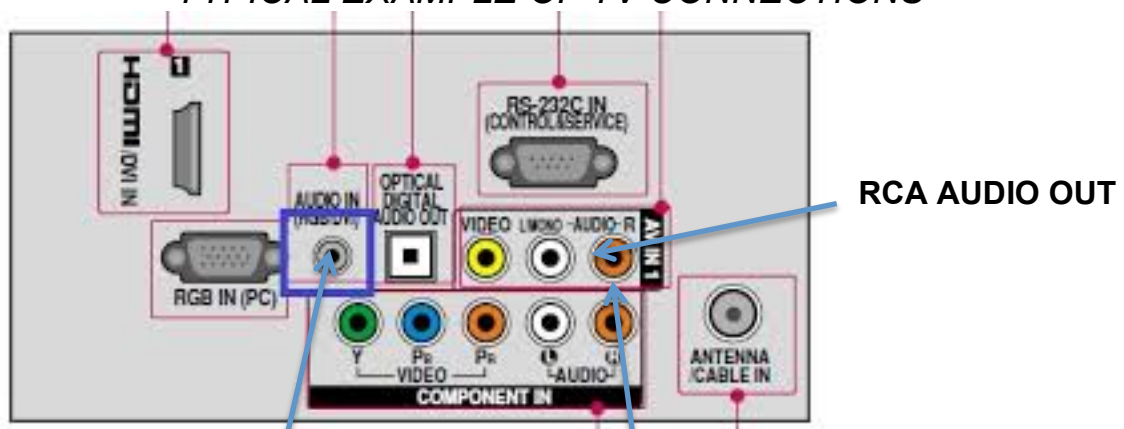 TYPICAL EXAMPLE OF TV CONNECTIONS
1
HDMI/DVI IN
RS-232C IN
(CONTROL&SERVICE)
AUDIO IN
(RGB/DVI)
OPTICAL
DIGITAL
AUDIO OUT
RCA AUDIO OUT
VIDEO L/MONO -AUDIO- R
AV IN 1
RGB IN (PC)
Y PB PR L R
VIDEO AUDIO
COMPONENT IN
ANTENNA
/CABLE IN